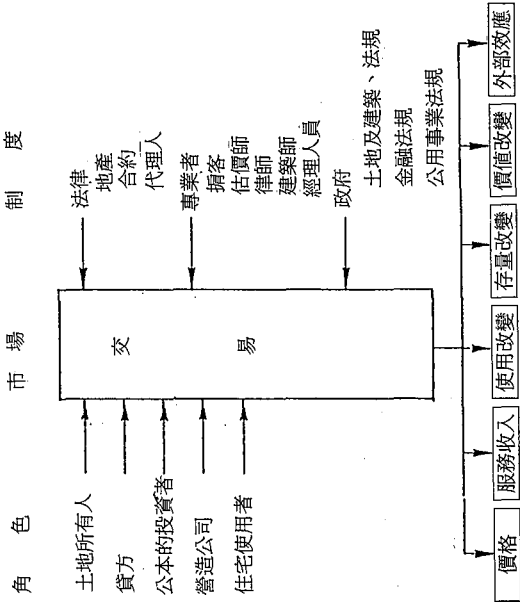 角色
市場
制度
土地所有人
貸方
公本的投資者
營造公司
住宅使用者
交易
法律
地產
合約
代理人
專業者
掮客
估價師
律師
建築師
經理人員
政府
土地及建築、法規
金融法規
公用事業法規
價格
服務收入
使用改變
存量改變
價值改變
外部效應